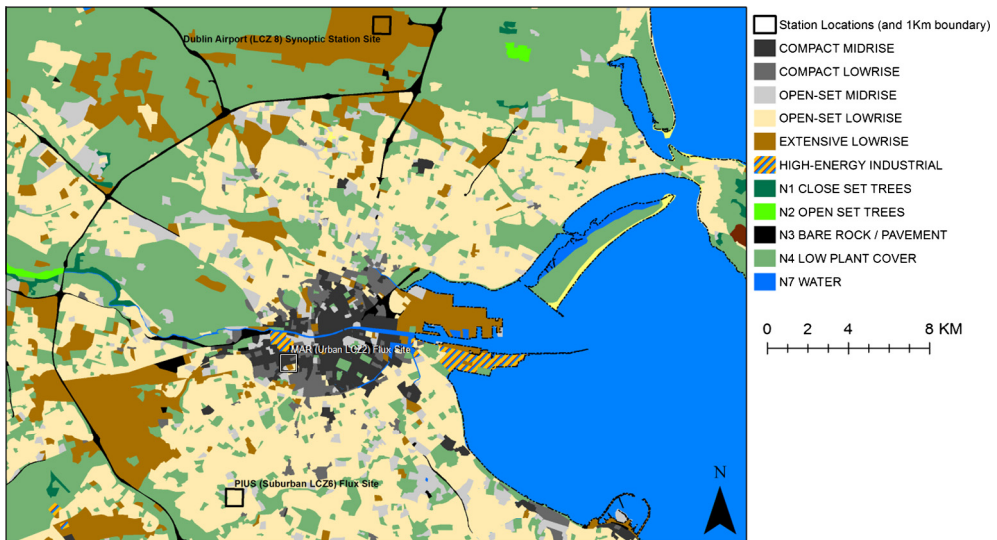 Dublin Airport (LCZ 8) Synoptic Station Site
MAR (Urban LCZ2) Flux Site
PIUS (Suburban LCZ6) Flux Site
N
Station Locations (and 1Km boundary)
COMPACT MIDRISE
COMPACT LOWRISE
OPEN-SET MIDRISE
OPEN-SET LOWRISE
EXTENSIVE LOWRISE
HIGH-ENERGY INDUSTRIAL
N1 CLOSE SET TREES
N2 OPEN SET TREES
N3 BARE ROCK / PAVEMENT
N4 LOW PLANT COVER
N7 WATER
0 2 4 8 KM